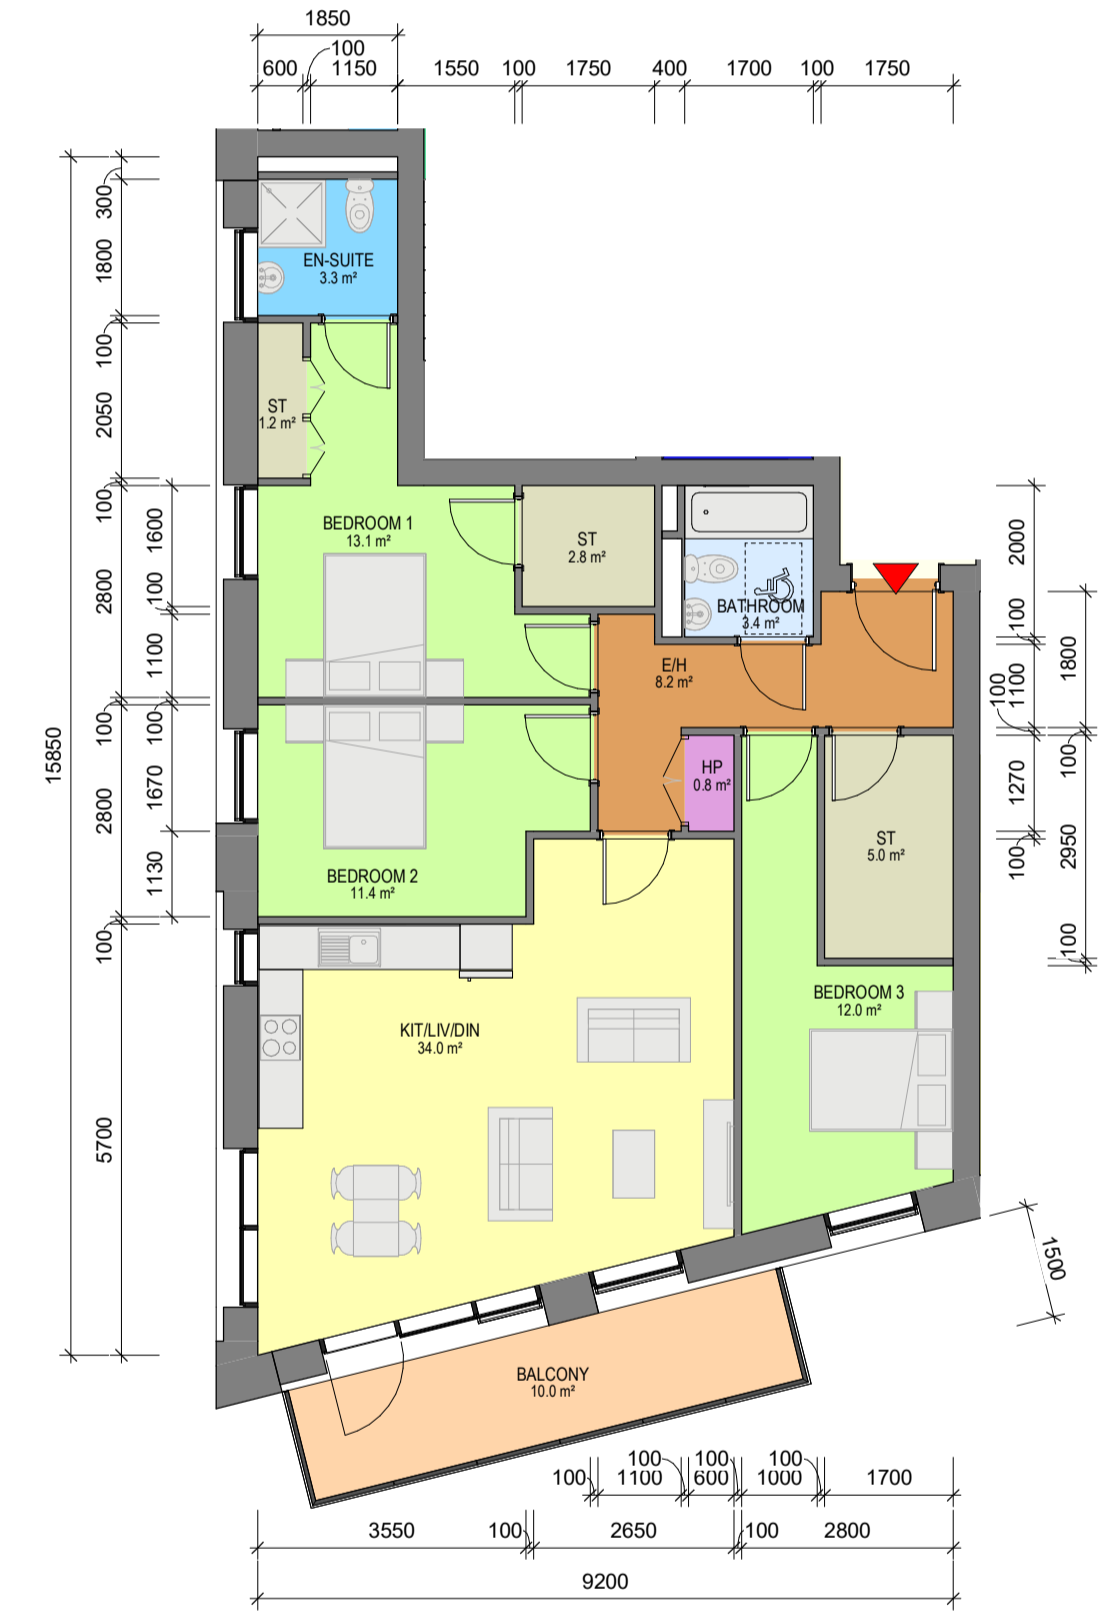 1850
100
600
1150
1550
100
1750
400
1700
100
1750
300
1800
100
2050
100
2800
100
2800
100
5700
15850
1600
100
1100
100
1670
1130
EN-SUITE
3.3 m²
ST
1.2 m²
BEDROOM 1
13.1 m²
ST
2.8 m²
BATHROOM
3.4 m²
E/H
8.2 m²
HP
0.8 m²
ST
5.0 m²
BEDROOM 2
11.4 m²
BEDROOM 3
12.0 m²
KIT/LIV/DIN
34.0 m²
BALCONY
10.0 m²
2000
100
1100
100
1270
100
1800
100
2950
100
1500
100
100
100
100
1100
600
1000
100
1700
3550
100
2650
100
2800
9200